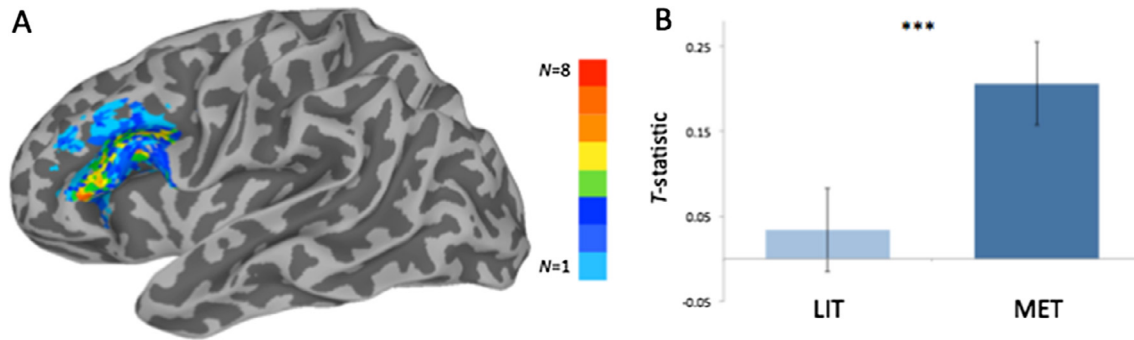 A
N=8
N=1
B
***
0.25
0.15
0.05
-0.05
T-statistic
LIT
MET